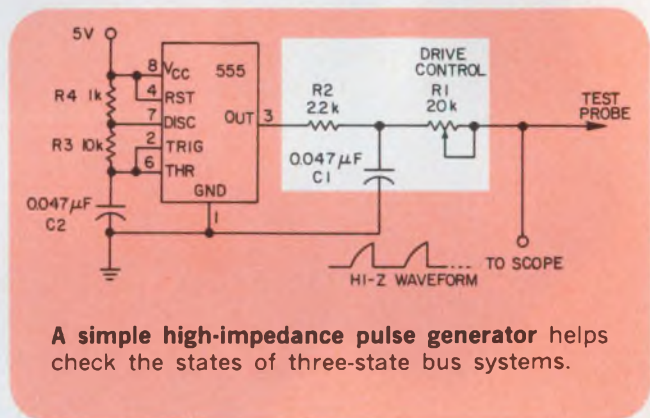 5V
8 VCC 555
R4 1k
4 RST
7 DISC
R3 10k
2 TRIG
6 THR
OUT 3
GND
1
0.047µF
C2
R2
2.2k
DRIVE
CONTROL
R1
20k
TEST
PROBE
0.047µF
C1
TO SCOPE
HI-Z WAVEFORM
A simple high-impedance pulse generator helps
check the states of three-state bus systems.